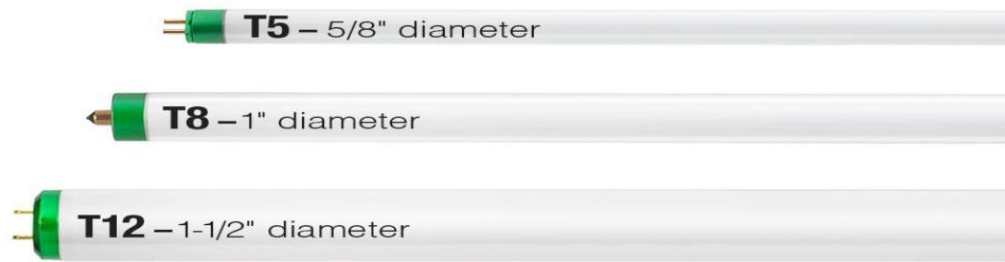 T5 – 5/8" diameter
T8 – 1" diameter
T12 – 1-1/2" diameter